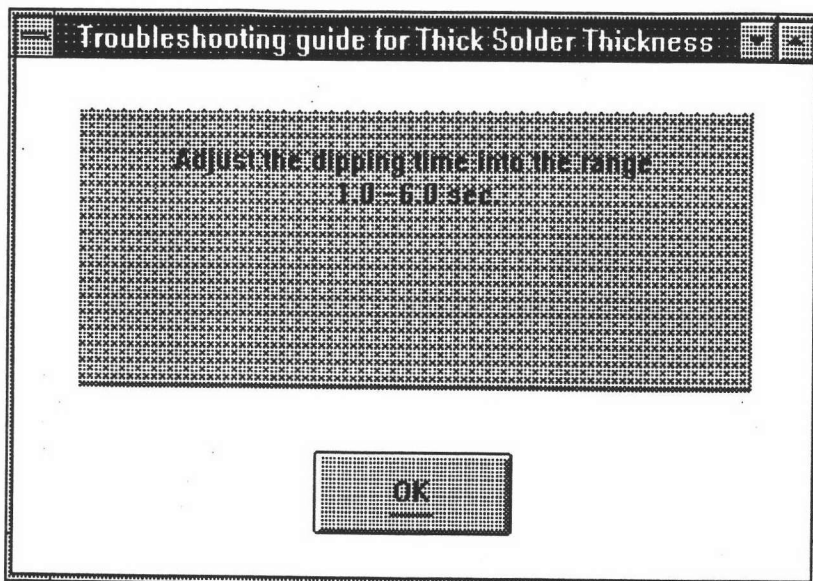 Troubleshooting guide for Thick Solder Thickness
Adjust the dipping time into the range
1.0-6.0 sec.
OK